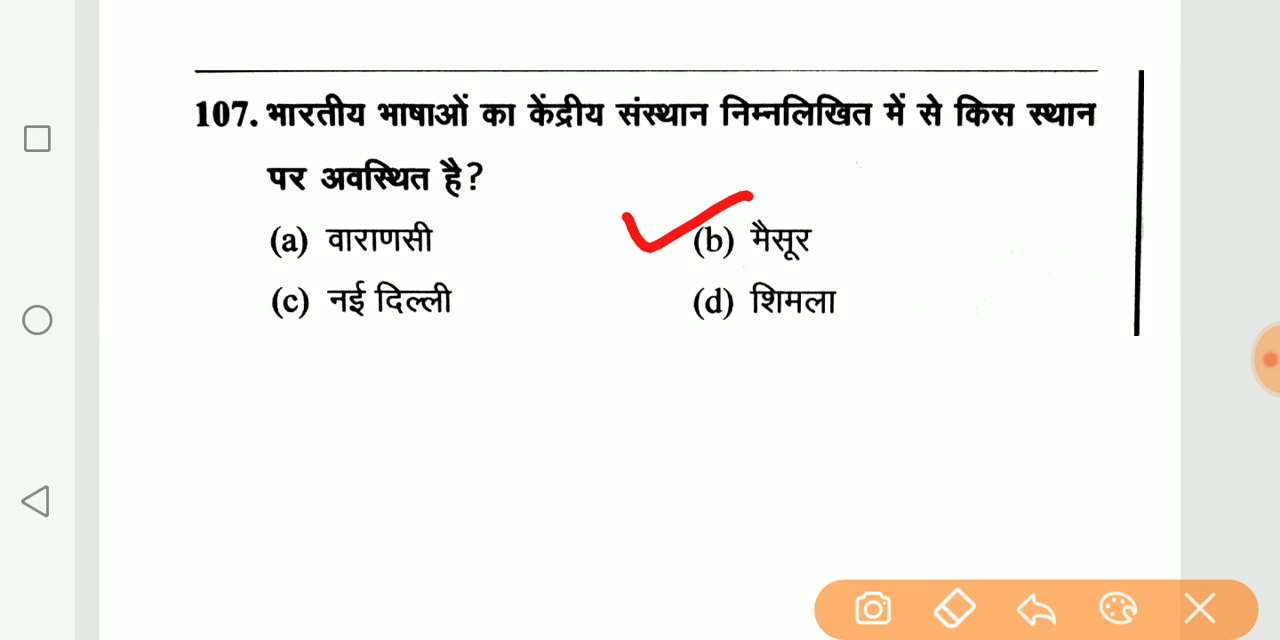 107. भारतीय भाषाओं का केंद्रीय संस्थान निम्नलिखित में से किस स्थान
पर अवस्थित है?
(a) वाराणसी (b) मैसूर
(c) नई दिल्ली (d) शिमला